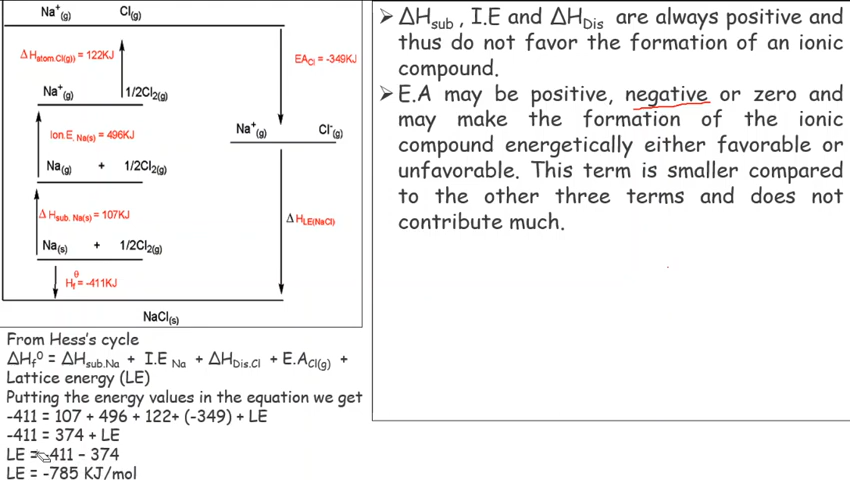 Na⁺(g) Cl(g)
ΔHatom.Cl(g)) = 122KJ
EACl = -349KJ
Na⁺(g) 1/2Cl2(g)
Ion.E, Na(s) = 496KJ
Na⁺(g) Cl⁻(g)
Na(g) + 1/2Cl2(g)
Δ Hsub. Na(s) = 107KJ
Δ HLE(NaCl)
Na(s) + 1/2Cl2(g)
Hfθ = -411KJ
NaCl(s)
From Hess's cycle
ΔHf⁰ = ΔHsub.Na + I.E Na + ΔHDis.Cl + E.ACl(g) +
Lattice energy (LE)
Putting the energy values in the equation we get
-411 = 107 + 496 + 122+ (-349) + LE
-411 = 374 + LE
LE = -411 – 374
LE = -785 KJ/mol
➢ ΔHsub , I.E and ΔHDis are always positive and
thus do not favor the formation of an ionic
compound.
➢ E.A may be positive, negative or zero and
may make the formation of the ionic
compound energetically either favorable or
unfavorable. This term is smaller compared
to the other three terms and does not
contribute much.